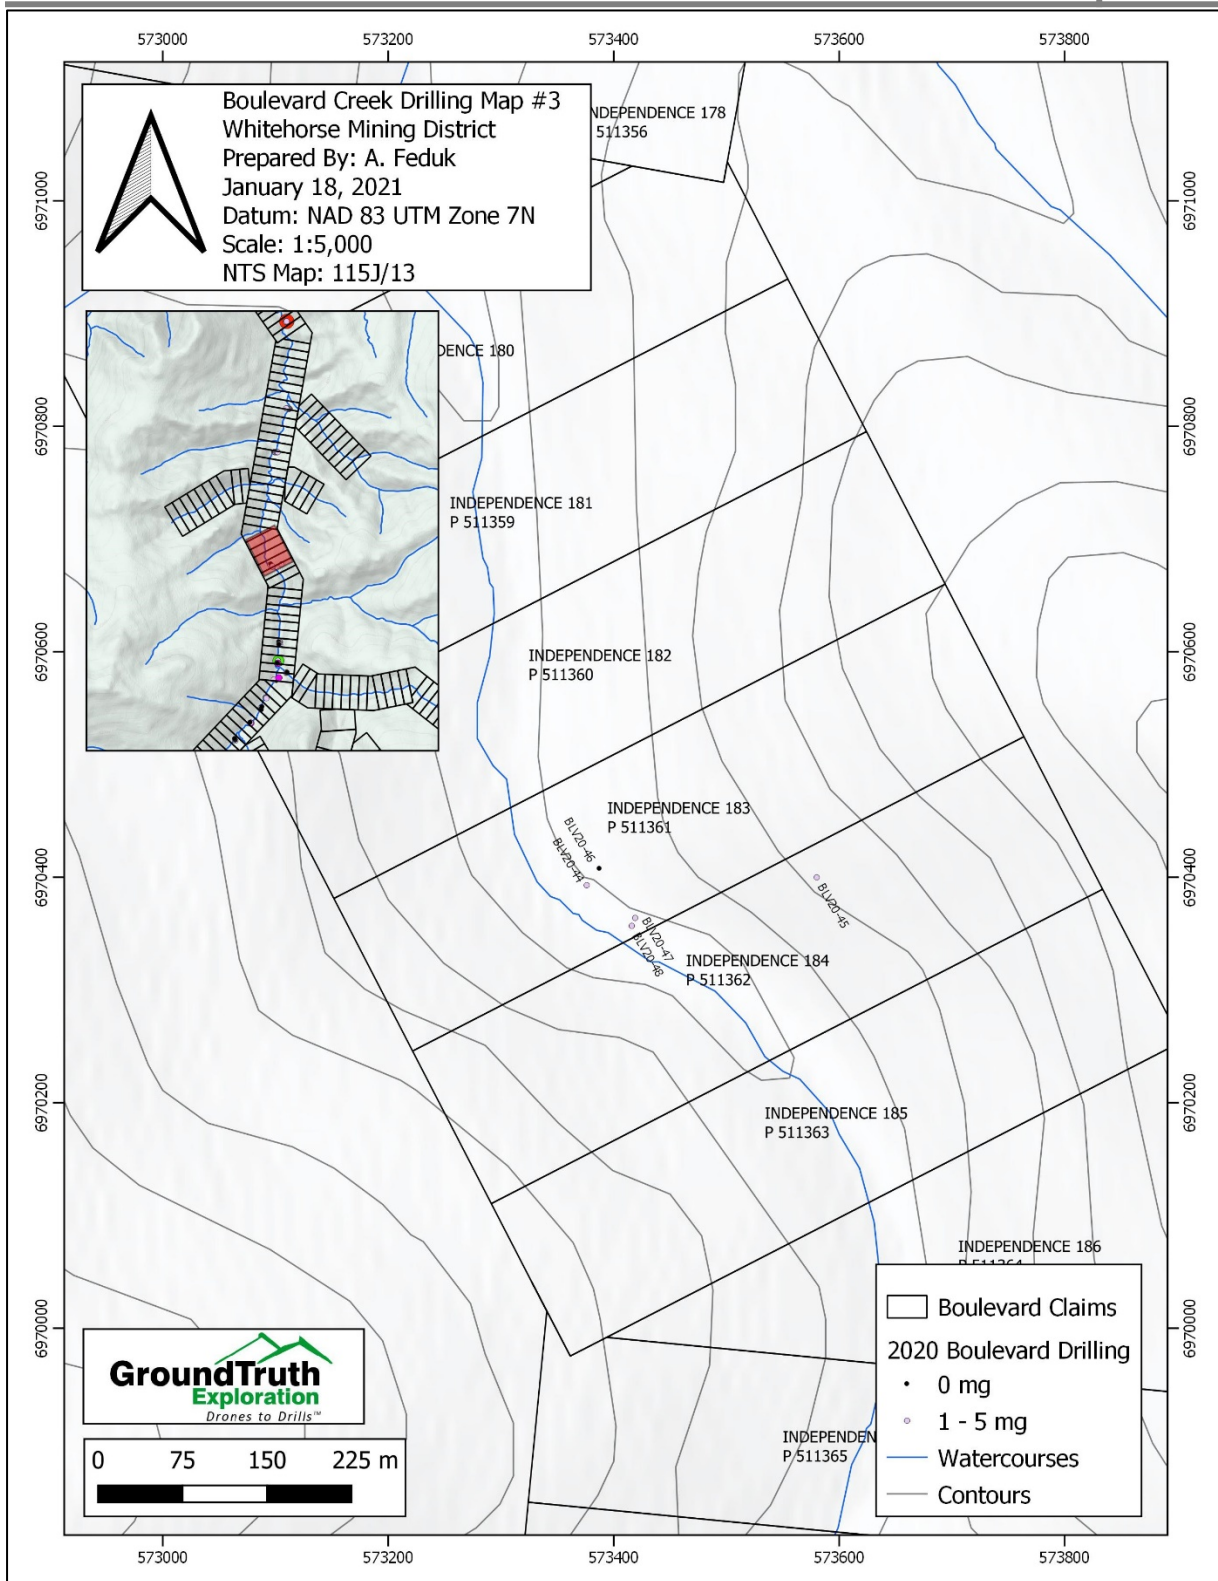 573000 573200 573400 573600 573800
Boulevard Creek Drilling Map #3
Whitehorse Mining District
Prepared By: A. Feduk
January 18, 2021
Datum: NAD 83 UTM Zone 7N
Scale: 1:5,000
NTS Map: 115J/13
NDEPENDENCE 178
511356
6971000 6971000
DENCE 180
6970800 6970800
INDEPENDENCE 181
P 511359
6970600 6970600
INDEPENDENCE 182
P 511360
INDEPENDENCE 183
P 511361
BLV20-46
BLV20-44
6970400 6970400
BLV20-45
BLV20-47
BLV20-48
INDEPENDENCE 184
P 511362
6970200 6970200
INDEPENDENCE 185
P 511363
INDEPENDENCE 186
P 511364
6970000 6970000
Boulevard Claims
2020 Boulevard Drilling
0 mg
1 - 5 mg
Watercourses
Contours
GroundTruth
Exploration
Drones to Drills™
INDEPENDEN
P 511365
0 75 150 225 m
573000 573200 573400 573600 573800